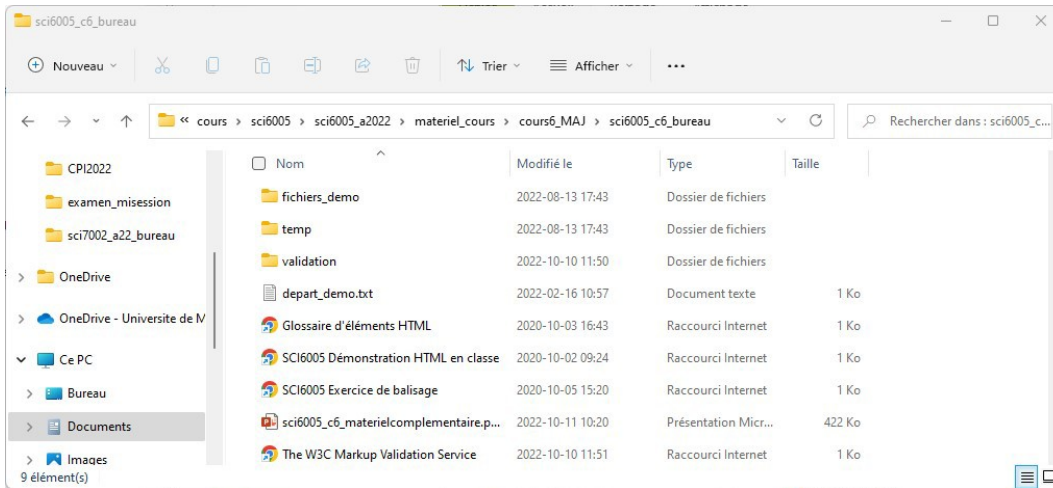 sci6005_c6_bureau
Nouveau
Trier
Afficher
« cours > sci6005 > sci6005_a2022 > materiel_cours > cours6_MAJ > sci6005_c6_bureau
Rechercher dans : sci6005_c...
CPI2022
examen_misession
sci7002_a22_bureau
OneDrive
OneDrive - Universite de M
Ce PC
Bureau
Documents
Images
Nom Modifié le Type Taille
fichiers_demo 2022-08-13 17:43 Dossier de fichiers
temp 2022-08-13 17:43 Dossier de fichiers
validation 2022-10-10 11:50 Dossier de fichiers
depart_demo.txt 2022-02-16 10:57 Document texte 1 Ko
Glossaire d'éléments HTML 2020-10-03 16:43 Raccourci Internet 1 Ko
SCI6005 Démonstration HTML en classe 2020-10-02 09:24 Raccourci Internet 1 Ko
SCI6005 Exercice de balisage 2020-10-05 15:20 Raccourci Internet 1 Ko
sci6005_c6_materielcomplementaire.p... 2022-10-11 10:20 Présentation Micr... 422 Ko
The W3C Markup Validation Service 2022-10-10 11:51 Raccourci Internet 1 Ko
9 élément(s)